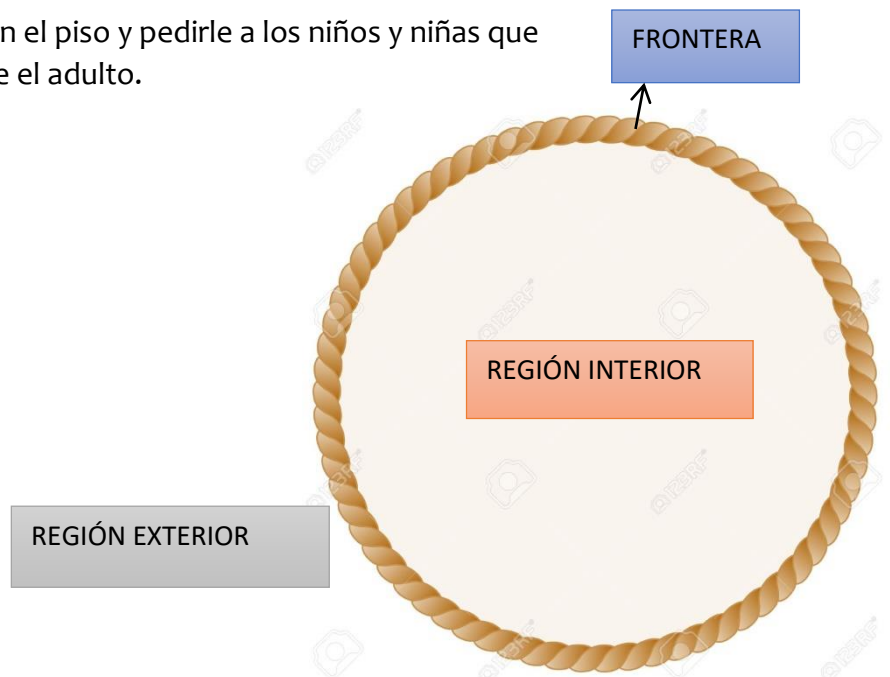 n el piso y pedirle a los niños y niñas que
e el adulto.
FRONTERA
REGIÓN INTERIOR
REGIÓN EXTERIOR